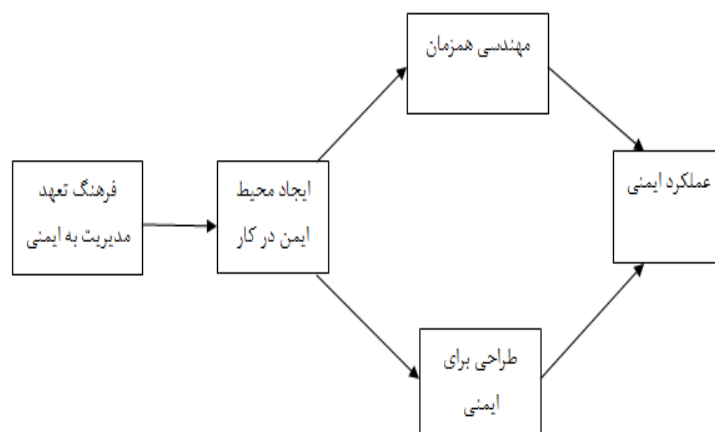 مهندسی همزمان
فرهنگ تعهد
مدیریت به ایمنی
ایجاد محیط
ایمن در کار
عملکرد ایمنی
طراحی برای
ایمنی